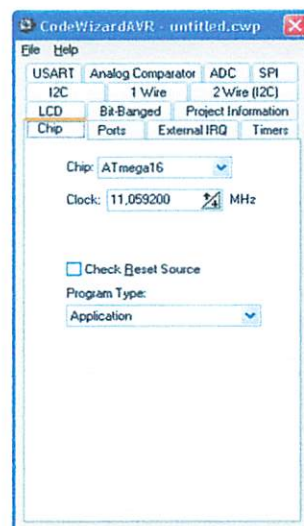 CodeWizardAVR - untitled.cwp
File Help
USART Analog Comparator ADC SPI
I2C 1 Wire 2 Wire (I2C)
LCD Bit-Banged Project Information
Chip Ports External IRQ Timers
Chip: ATmega16
Clock: 11,059200 MHz
Check Reset Source
Program Type:
Application